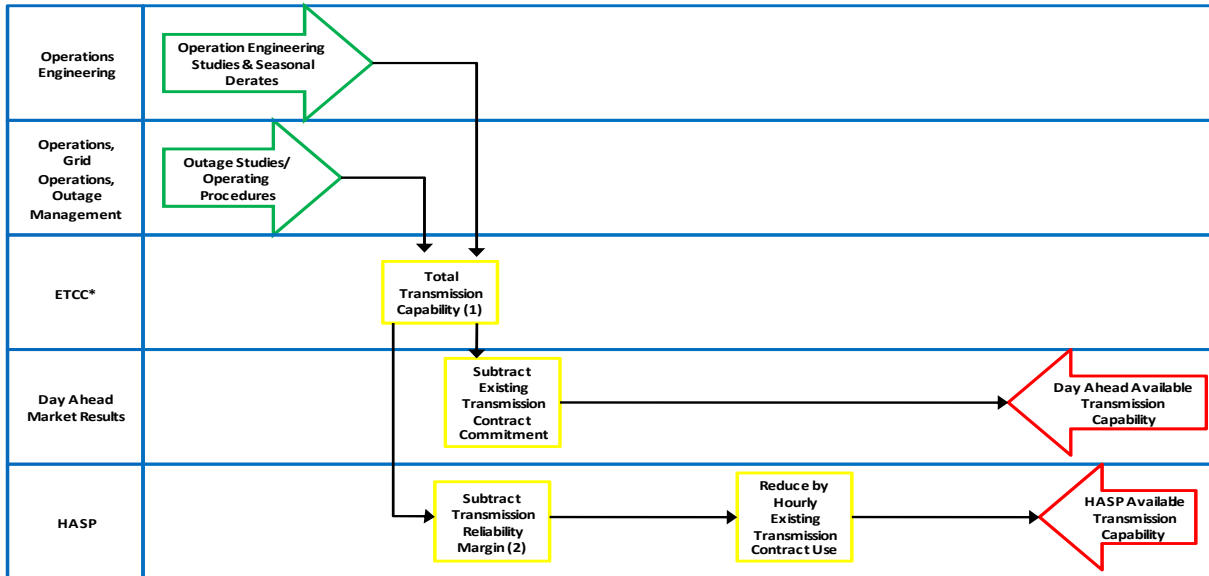 Operations
Engineering
Operation Engineering
Studies & Seasonal
Derates
Operations,
Grid
Operations,
Outage
Management
Outage Studies/
Operating
Procedures
ETCC*
Total
Transmission
Capability (1)
Day Ahead
Market Results
Subtract
Existing
Transmission
Contract
Commitment
Day Ahead Available
Transmission
Capability
HASP
Subtract
Transmission
Reliability
Margin (2)
Reduce by
Hourly
Existing
Transmission
Contract Use
HASP Available
Transmission
Capability